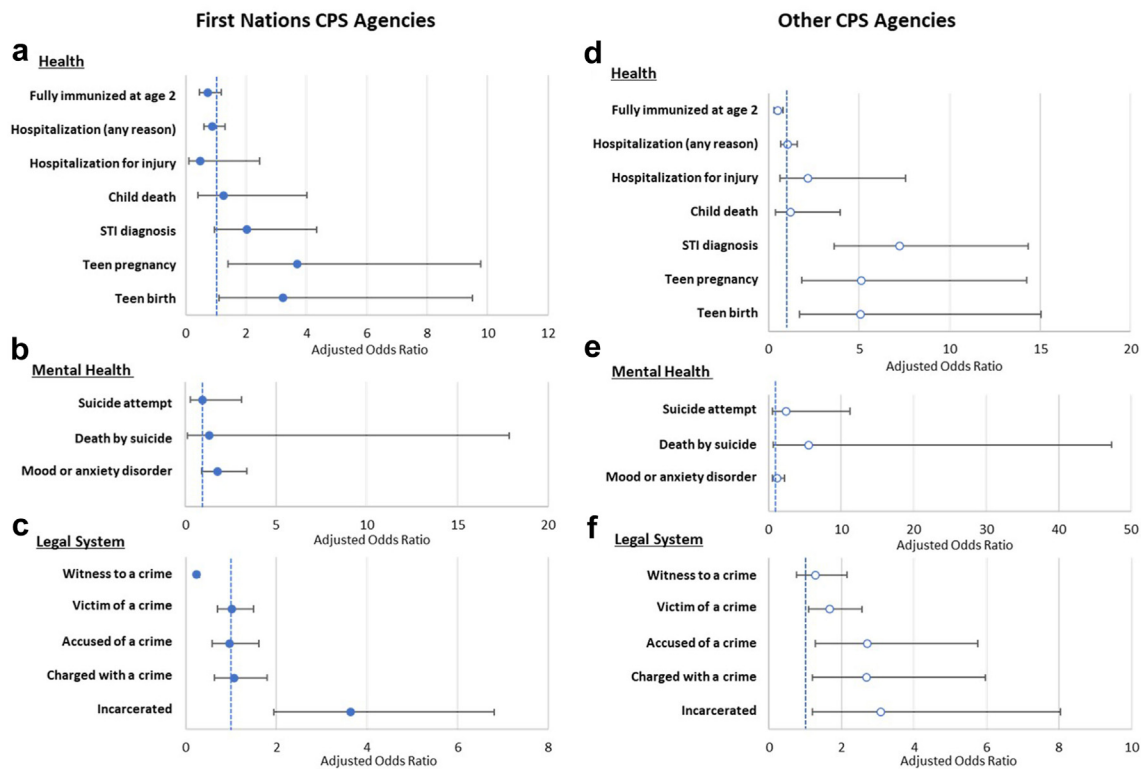 First Nations CPS Agencies
a
Health
Fully immunized at age 2
Hospitalization (any reason)
Hospitalization for injury
Child death
STI diagnosis
Teen pregnancy
Teen birth
0 2 4 6 8 10 12
Adjusted Odds Ratio
b
Mental Health
Suicide attempt
Death by suicide
Mood or anxiety disorder
0 5 10 15 20
Adjusted Odds Ratio
c
Legal System
Witness to a crime
Victim of a crime
Accused of a crime
Charged with a crime
Incarcerated
0 2 4 6 8
Adjusted Odds Ratio
Other CPS Agencies
d
Health
Fully immunized at age 2
Hospitalization (any reason)
Hospitalization for injury
Child death
STI diagnosis
Teen pregnancy
Teen birth
0 5 10 15 20
Adjusted Odds Ratio
e
Mental Health
Suicide attempt
Death by suicide
Mood or anxiety disorder
0 10 20 30 40 50
Adjusted Odds Ratio
f
Legal System
Witness to a crime
Victim of a crime
Accused of a crime
Charged with a crime
Incarcerated
0 2 4 6 8 10
Adjusted Odds Ratio